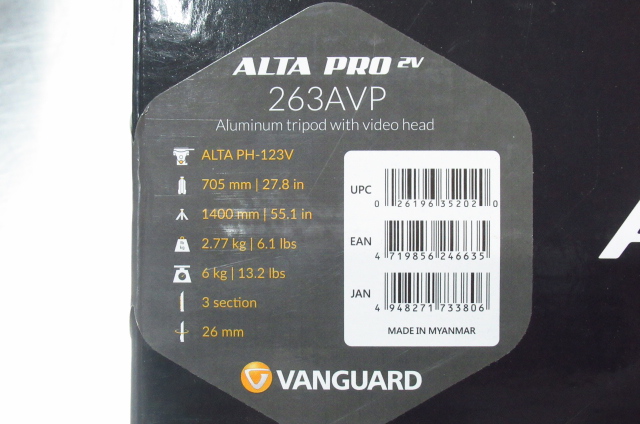 ALTA PRO 2V
263AVP
Aluminum tripod with video head
ALTA PH-123V
705 mm | 27.8 in
1400 mm | 55.1 in
2.77 kg | 6.1 lbs
6 kg | 13.2 lbs
3 section
26 mm
UPC
0 26196 35202 0
EAN
4 719856 246635
JAN
4 948271 733806
MADE IN MYANMAR
VANGUARD